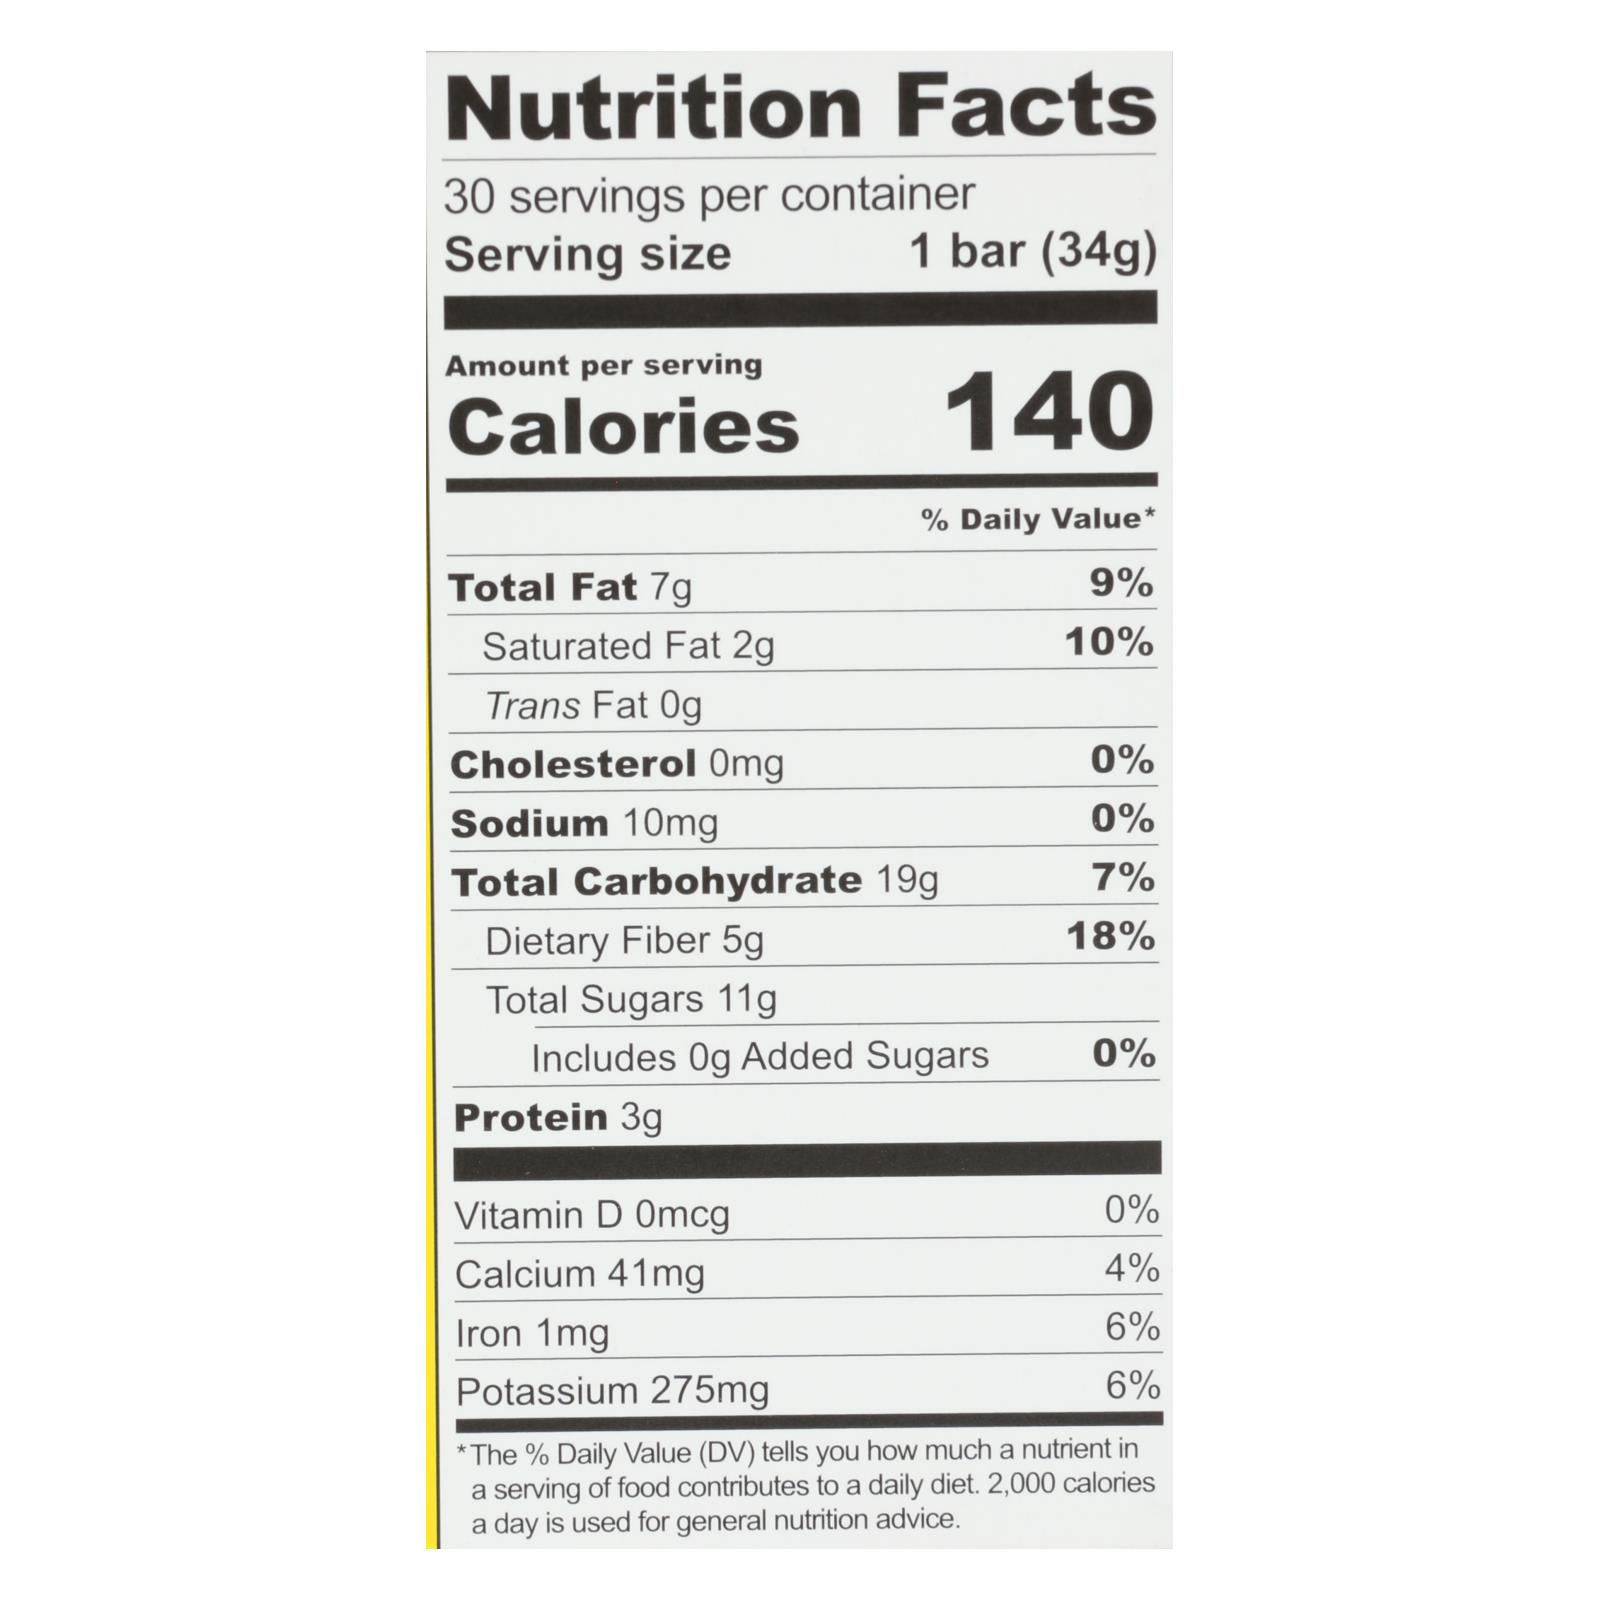 Nutrition Facts
30 servings per container
Serving size 1 bar (34g)
Amount per serving
Calories 140
% Daily Value*
Total Fat 7g 9%
Saturated Fat 2g 10%
Trans Fat 0g
Cholesterol 0mg 0%
Sodium 10mg 0%
Total Carbohydrate 19g 7%
Dietary Fiber 5g 18%
Total Sugars 11g
Includes 0g Added Sugars 0%
Protein 3g
Vitamin D 0mcg 0%
Calcium 41mg 4%
Iron 1mg 6%
Potassium 275mg 6%
*The % Daily Value (DV) tells you how much a nutrient in
a serving of food contributes to a daily diet. 2,000 calories
a day is used for general nutrition advice.